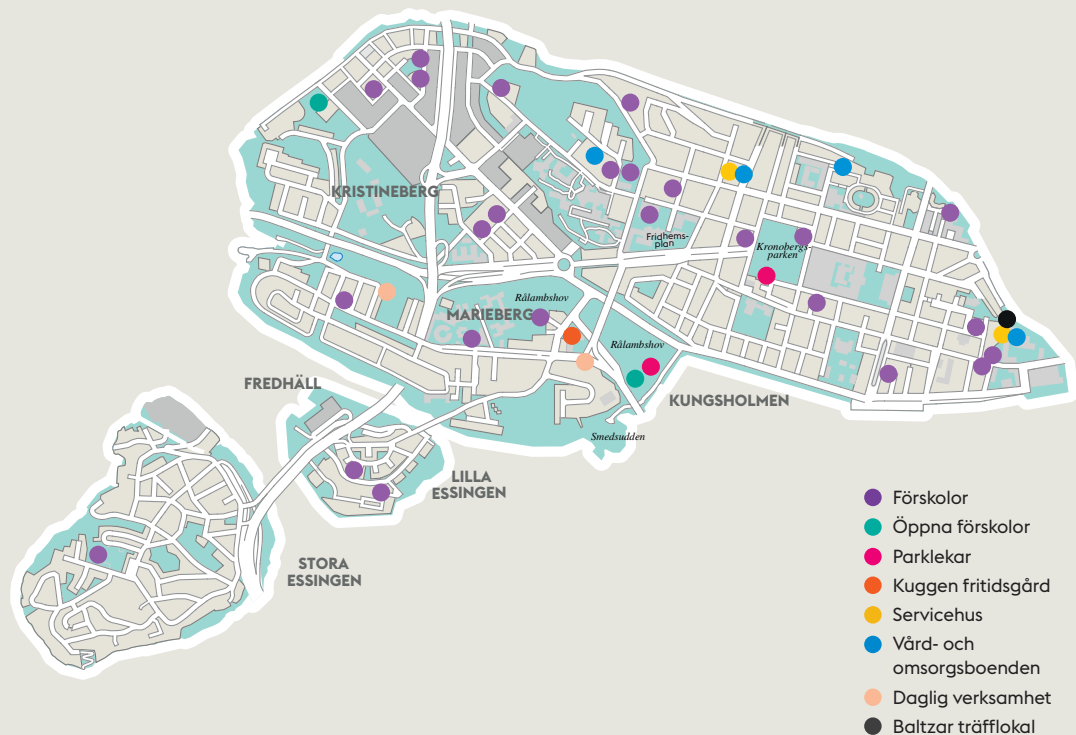 KRISTINEBERG
Fridhems-
plan
Kronobergs-
parken
Rålambshov
MARIEBERG
Rålambshov
FREDHÄLL
KUNGSHOLMEN
Smedsudden
LILLA
ESSINGEN
STORA
ESSINGEN
Förskolor
Öppna förskolor
Parklekar
Kuggen fritidsgård
Servicehus
Vård- och
omsorgsboenden
Daglig verksamhet
Baltzar träfflokal